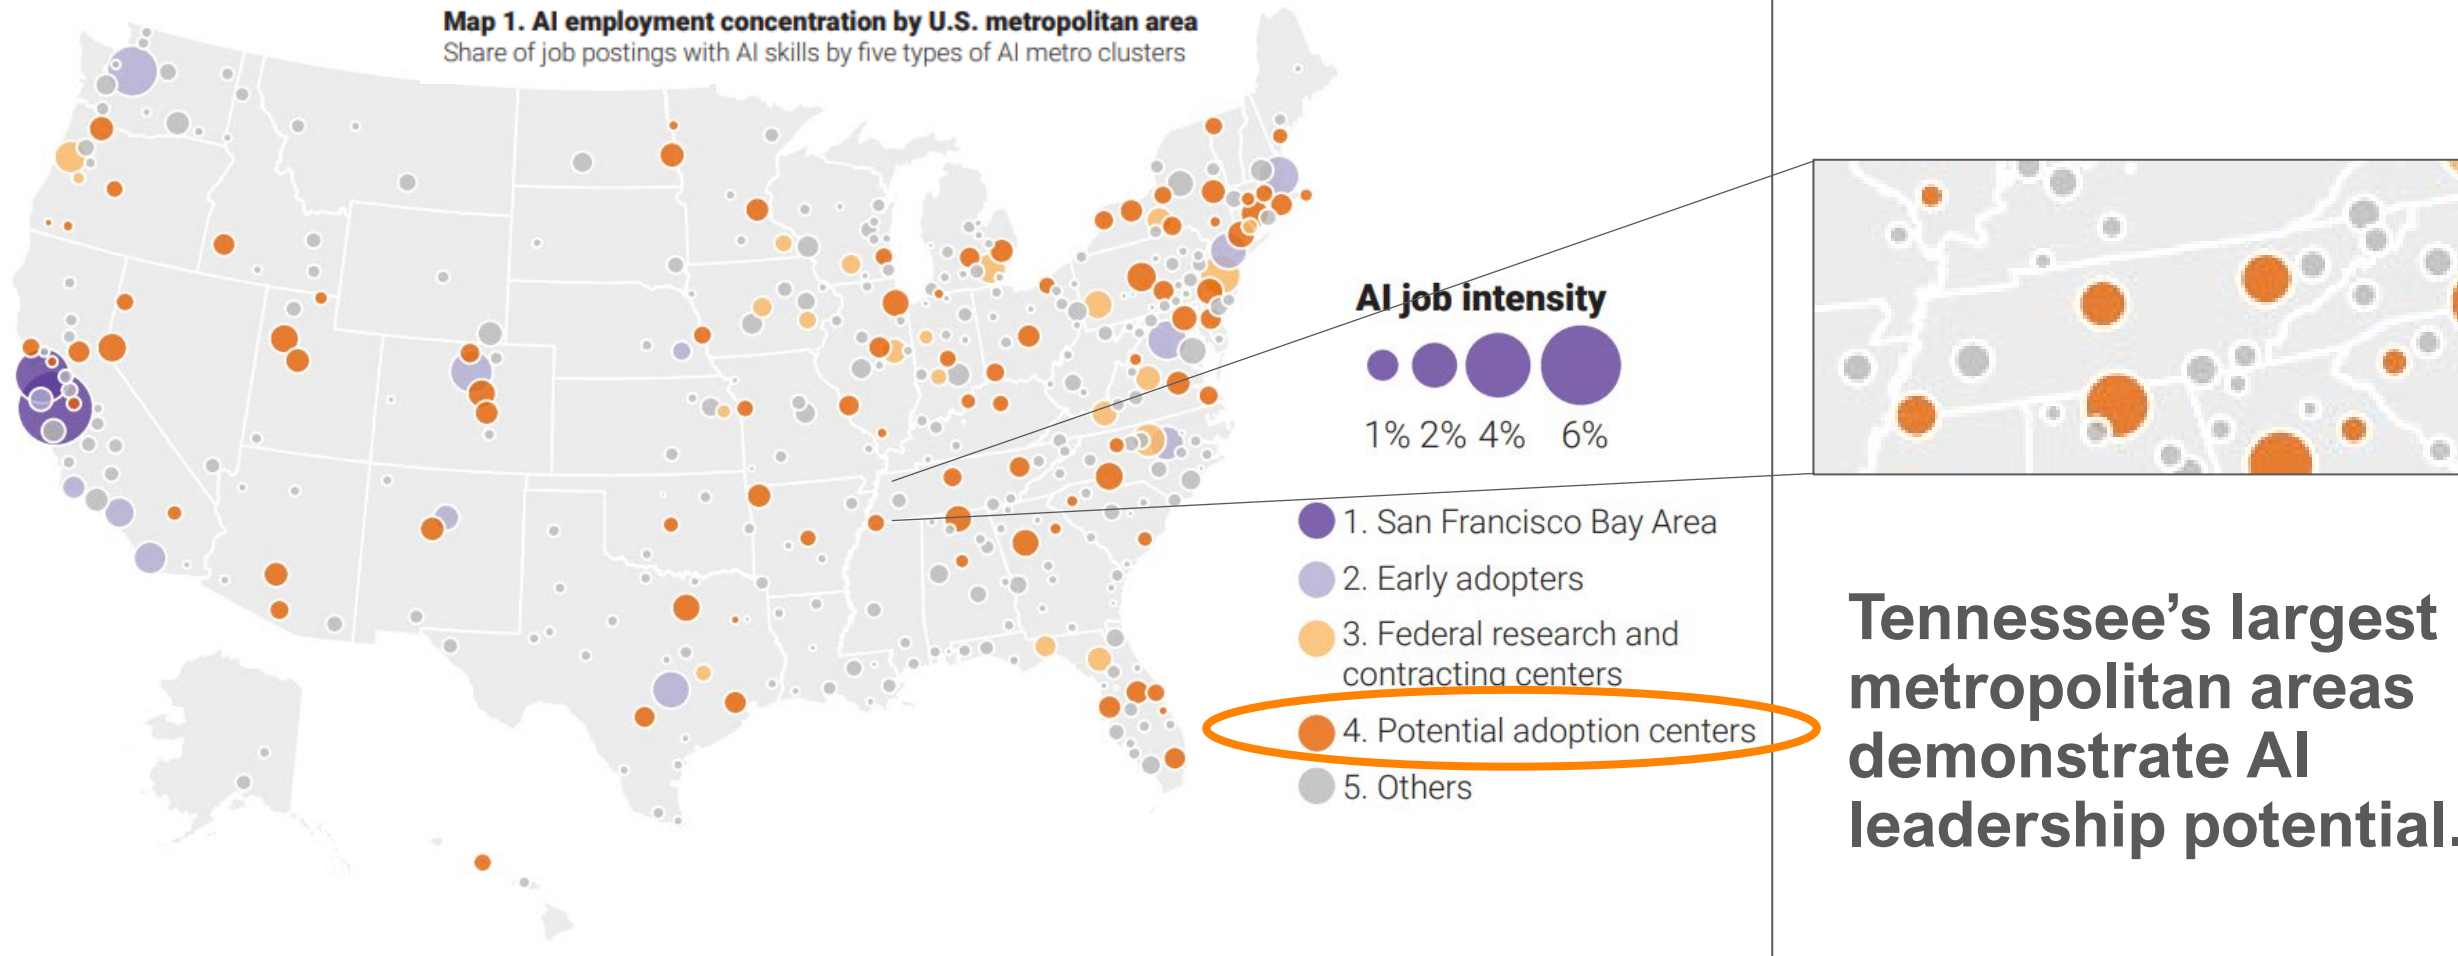 Map 1. AI employment concentration by U.S. metropolitan area
Share of job postings with AI skills by five types of AI metro clusters
AI job intensity
1% 2% 4% 6%
1. San Francisco Bay Area
2. Early adopters
3. Federal research and
contracting centers
4. Potential adoption centers
5. Others
Tennessee’s largest
metropolitan areas
demonstrate AI
leadership potential.